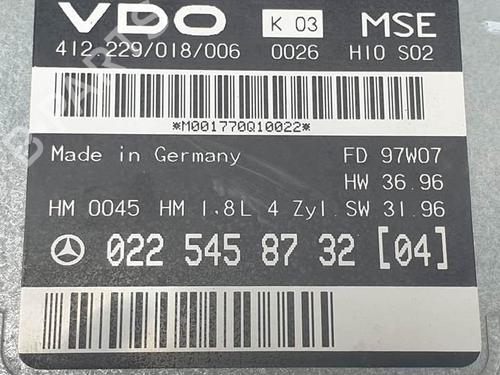 VDO K 03 MSE
412.229/018/006 0026 H10 S02
*M001770Q10022*
Made in Germany FD 97W07
HW 36.96
HM 0045 HM 1,8L 4 Zyl. SW 31.96
022 545 87 32 [04]